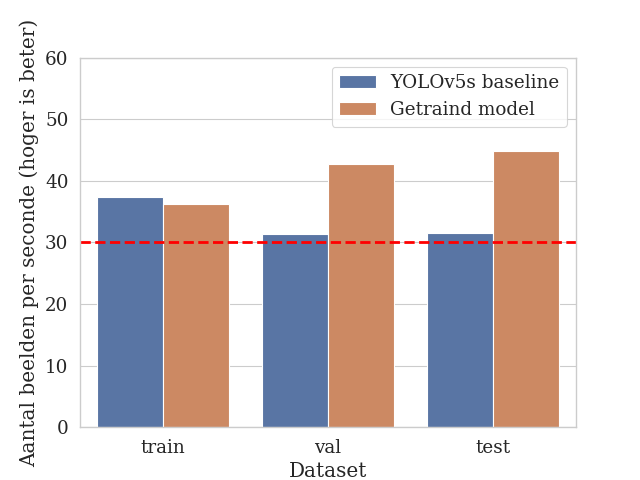 Aantal beelden per seconde (hoger is beter)
60
50
40
30
20
10
0
YOLOv5s baseline
Getraind model
train
val
test
Dataset